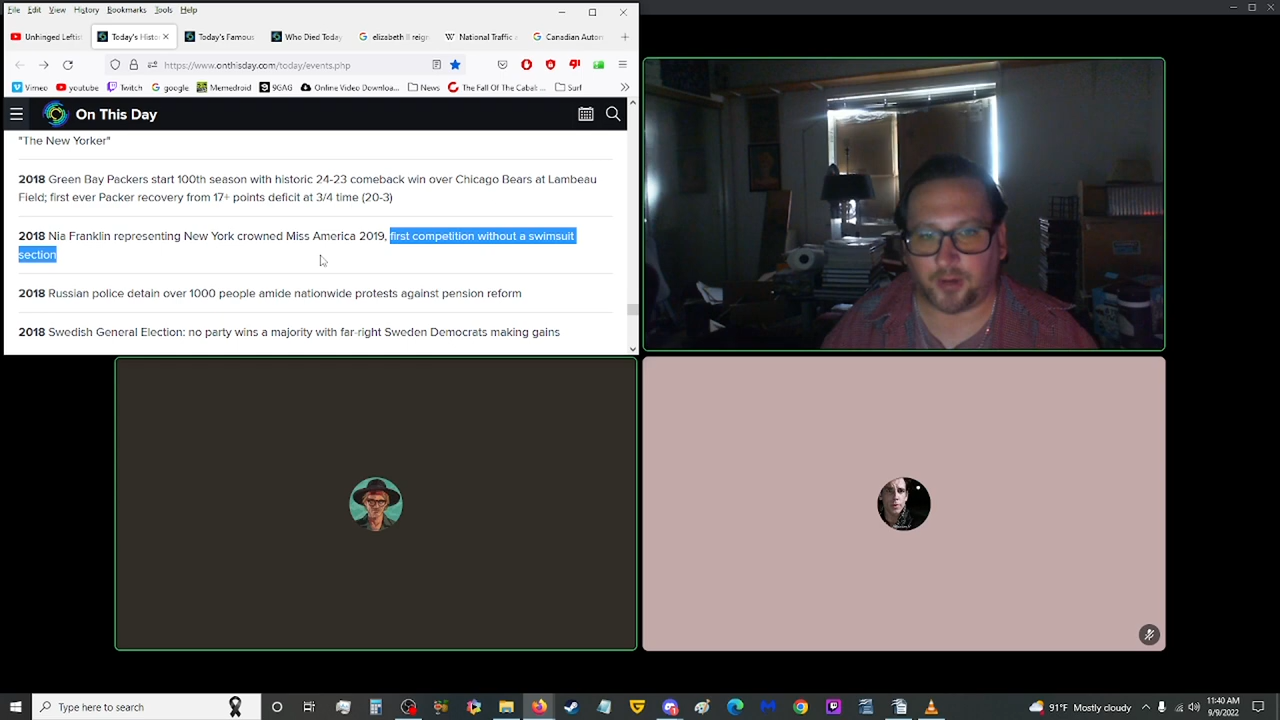 File Edit View History Bookmarks Tools Help
Unhinged Leftis
Today's Histo
Today's Famous
Who Died Today
elizabeth II reign
National Traffic
Canadian Auton
https://www.onthisday.com/today/events.php
Vimeo youtube Twitch google Memedroid 9GAG Online Video Downloa... News The Fall Of The Cabal: ... Surf
On This Day
"The New Yorker"
2018 Green Bay Packers start 100th season with historic 24-23 comeback win over Chicago Bears at Lambeau
Field; first ever Packer recovery from 17+ points deficit at 3/4 time (20-3)
2018 Nia Franklin representing New York crowned Miss America 2019, first competition without a swimsuit
section
2018 Russian police detain over 1000 people amide nationwide protests against pension reform
2018 Swedish General Election: no party wins a majority with far-right Sweden Democrats making gains
Type here to search
91°F Mostly cloudy
11:40 AM
9/9/2022